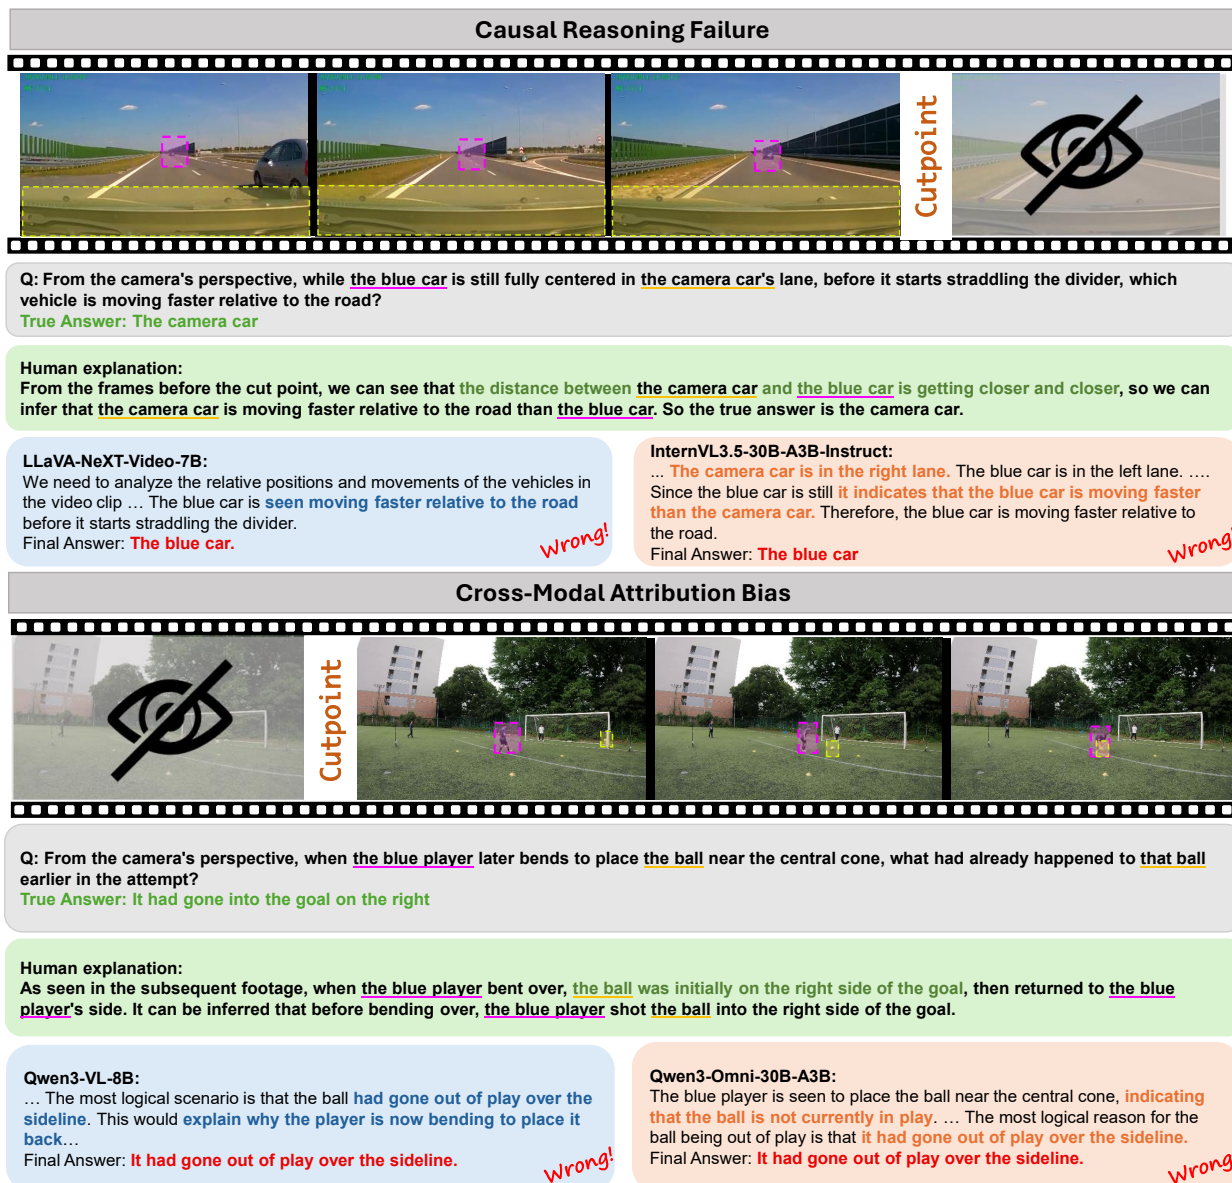 Causal Reasoning Failure
Cutpoint
Q: From the camera's perspective, while the blue car is still fully centered in the camera car's lane, before it starts straddling the divider, which
vehicle is moving faster relative to the road?
True Answer: The camera car
Human explanation:
From the frames before the cut point, we can see that the distance between the camera car and the blue car is getting closer and closer, so we can
infer that the camera car is moving faster relative to the road than the blue car. So the true answer is the camera car.
LLaVA-NeXT-Video-7B:
We need to analyze the relative positions and movements of the vehicles in
the video clip … The blue car is seen moving faster relative to the road
before it starts straddling the divider.
Final Answer: The blue car.
Wrong!
InternVL3.5-30B-A3B-Instruct:
... The camera car is in the right lane. The blue car is in the left lane. ….
Since the blue car is still it indicates that the blue car is moving faster
than the camera car. Therefore, the blue car is moving faster relative to
the road.
Final Answer: The blue car
Wrong!
Cross-Modal Attribution Bias
Cutpoint
Q: From the camera's perspective, when the blue player later bends to place the ball near the central cone, what had already happened to that ball
earlier in the attempt?
True Answer: It had gone into the goal on the right
Human explanation:
As seen in the subsequent footage, when the blue player bent over, the ball was initially on the right side of the goal, then returned to the blue
player's side. It can be inferred that before bending over, the blue player shot the ball into the right side of the goal.
Qwen3-VL-8B:
… The most logical scenario is that the ball had gone out of play over the
sideline. This would explain why the player is now bending to place it
back…
Final Answer: It had gone out of play over the sideline.
Wrong!
Qwen3-Omni-30B-A3B:
The blue player is seen to place the ball near the central cone, indicating
that the ball is not currently in play. … The most logical reason for the
ball being out of play is that it had gone out of play over the sideline.
Final Answer: It had gone out of play over the sideline.
Wrong!